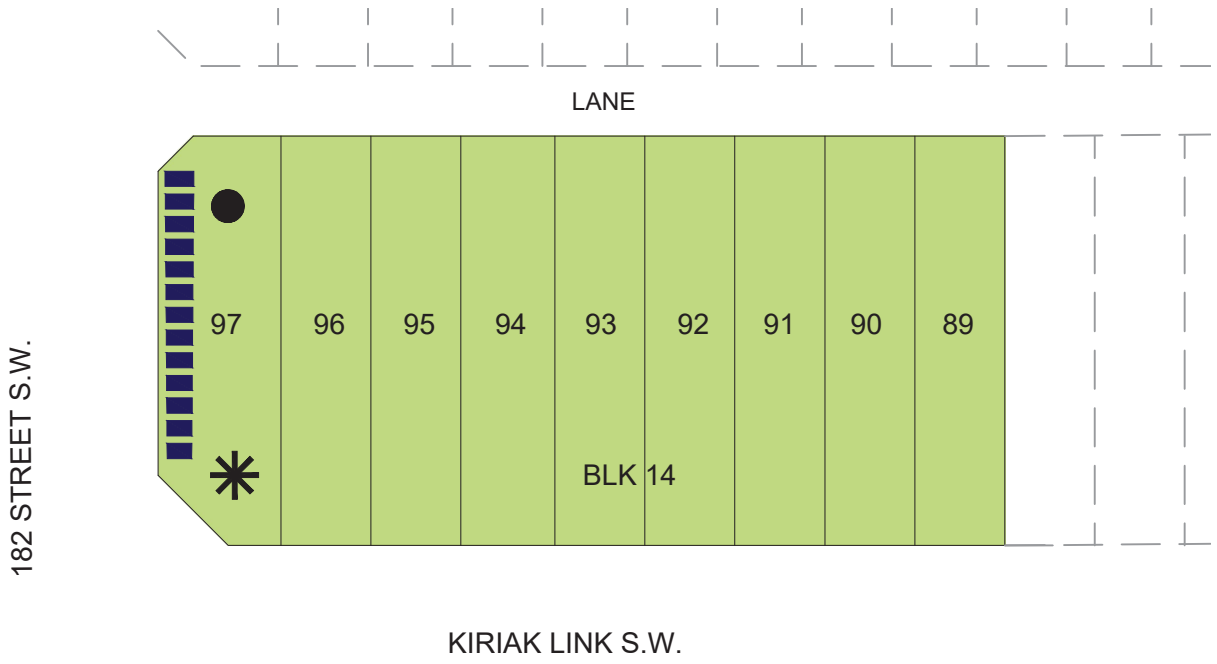 LANE
97 96 95 94 93 92 91 90 89
BLK 14
182 STREET S.W.
KIRIAK LINK S.W.